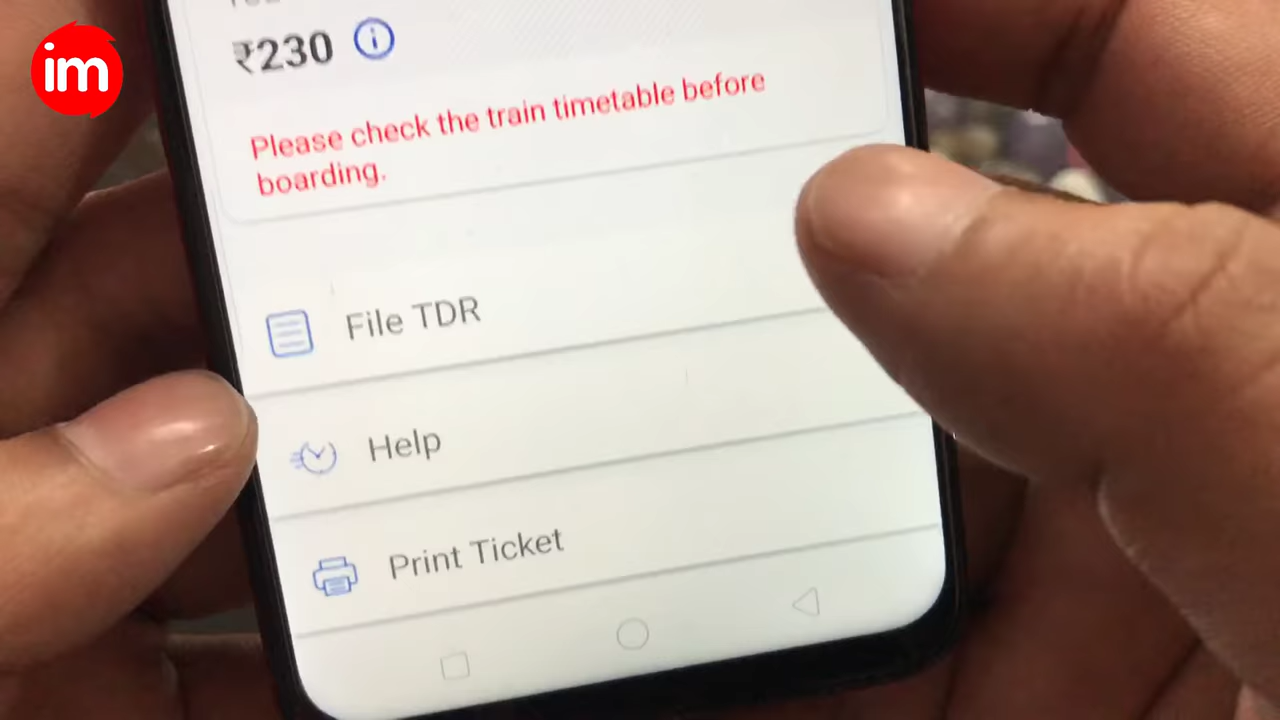 im
₹230
Please check the train timetable before
boarding.
File TDR
Help
Print Ticket